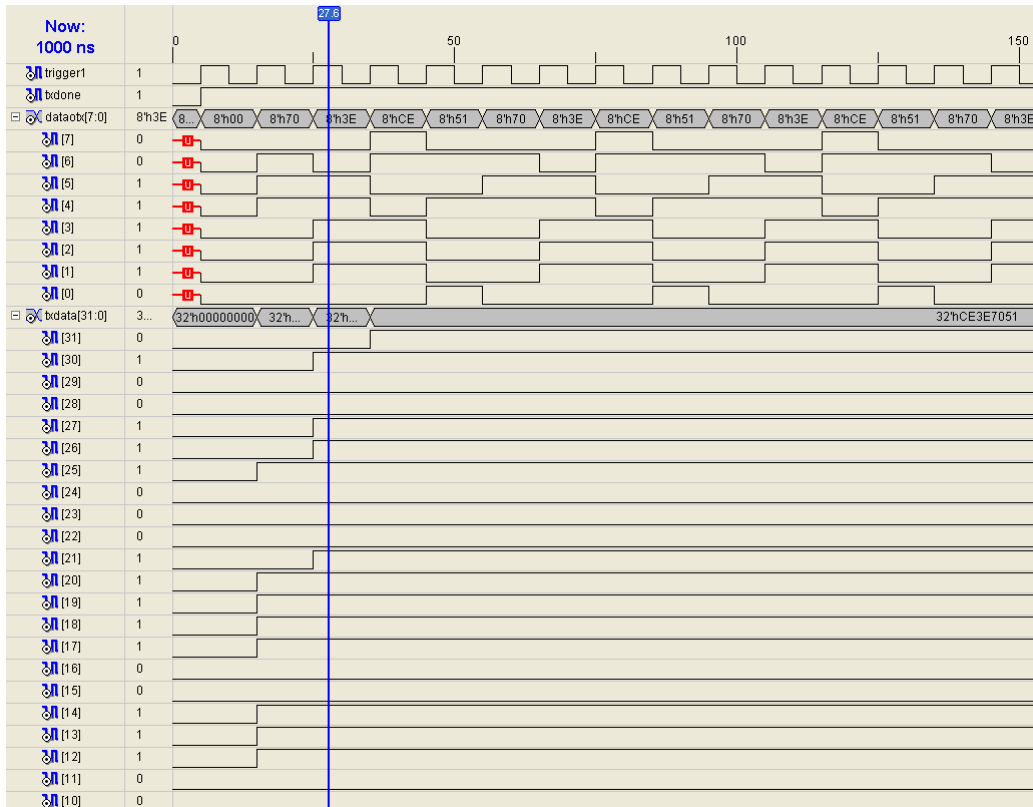 27.6
Now:
1000 ns
0 50 100 150
trigger1 1
txdone 1
dataotx[7:0] 8'h3E 8... 8'h00 8'h70 8'h3E 8'hCE 8'h51 8'h70 8'h3E 8'hCE 8'h51 8'h70 8'h3E 8'hCE 8'h51 8'h70 8'h3E
[7] 0 U
[6] 0 U
[5] 1 U
[4] 1 U
[3] 1 U
[2] 1 U
[1] 1 U
[0] 0 U
txdata[31:0] 3... 32'h00000000 32'h... 32'h... 32'hCE3E7051
[31] 0
[30] 1
[29] 0
[28] 0
[27] 1
[26] 1
[25] 1
[24] 0
[23] 0
[22] 0
[21] 1
[20] 1
[19] 1
[18] 1
[17] 1
[16] 0
[15] 0
[14] 1
[13] 1
[12] 1
[11] 0
[10] 0